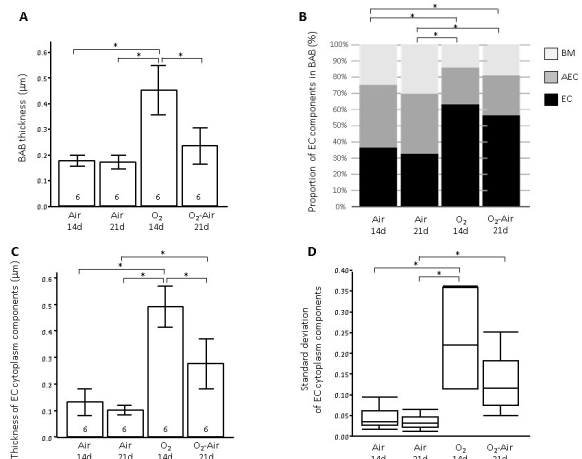 A
*
*
*
BAB thickness (μm)
0.6
0.5
0.4
0.3
0.2
0.1
0.0
6
6
6
6
Air
14d
Air
21d
O₂
14d
O₂-Air
21d
B
*
*
*
*
Proportion of EC components in BAB (%)
100%
90%
80%
70%
60%
50%
40%
30%
20%
10%
0%
BM
AEC
EC
Air
14d
Air
21d
O₂
14d
O₂-Air
21d
C
*
*
*
*
Thickness of EC cytoplasm components (μm)
0.6
0.5
0.4
0.3
0.2
0.1
0.0
6
6
6
6
Air
14d
Air
21d
O₂
14d
O₂-Air
21d
D
*
*
*
Standard deviation
of EC cytoplasm components
0.40
0.35
0.30
0.25
0.20
0.15
0.10
0.05
0.00
Air
14d
Air
21d
O₂
14d
O₂-Air
21d